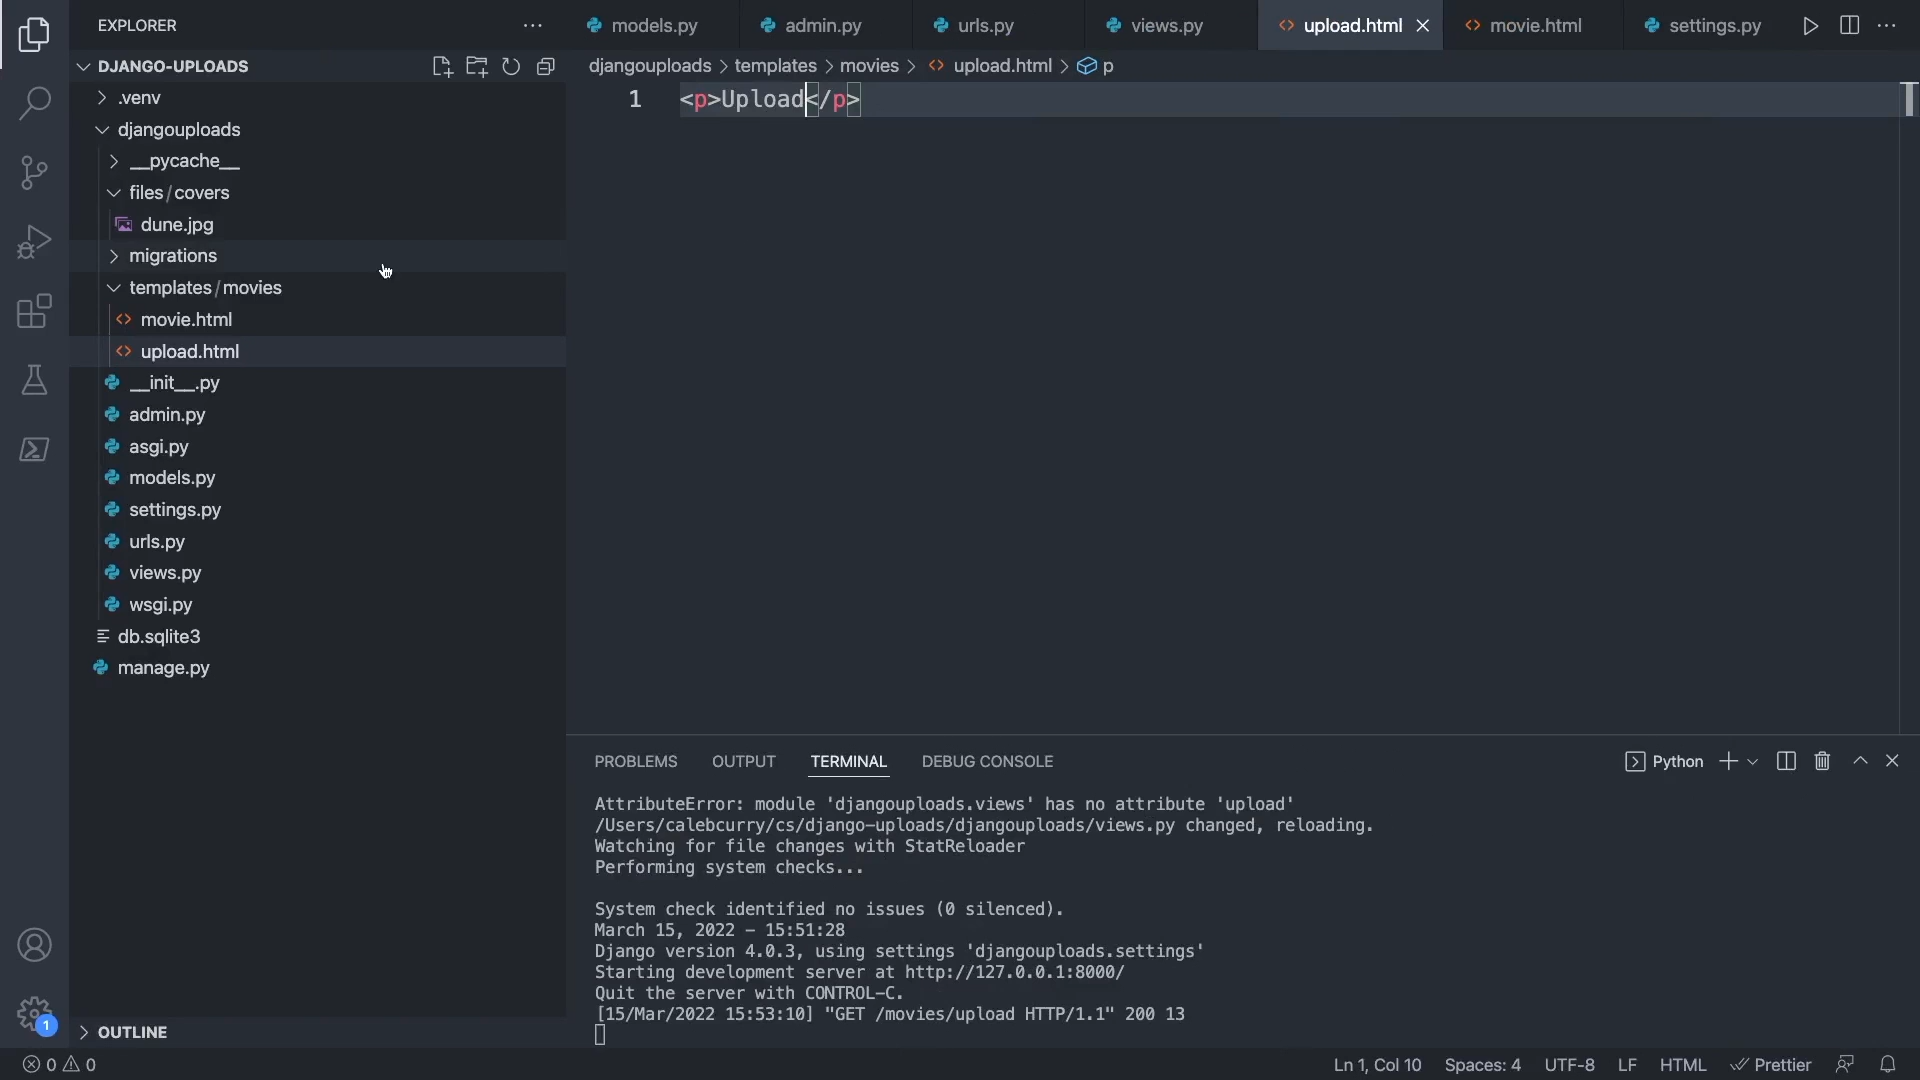 EXPLORER
models.py
admin.py
urls.py
views.py
upload.html
movie.html
settings.py
DJANGO-UPLOADS
djangouploads > templates > movies > upload.html > p
.venv
1 <p>Upload</p>
djangouploads
__pycache__
files/covers
dune.jpg
migrations
templates/movies
movie.html
upload.html
__init__.py
admin.py
asgi.py
models.py
settings.py
urls.py
views.py
wsgi.py
db.sqlite3
manage.py
PROBLEMS OUTPUT TERMINAL DEBUG CONSOLE
Python
AttributeError: module 'djangouploads.views' has no attribute 'upload'
/Users/calebcurry/cs/django-uploads/djangouploads/views.py changed, reloading.
Watching for file changes with StatReloader
Performing system checks...
System check identified no issues (0 silenced).
March 15, 2022 - 15:51:28
Django version 4.0.3, using settings 'djangouploads.settings'
Starting development server at http://127.0.0.1:8000/
Quit the server with CONTROL-C.
[15/Mar/2022 15:53:10] "GET /movies/upload HTTP/1.1" 200 13
1
OUTLINE
0 0
Ln 1, Col 10 Spaces: 4 UTF-8 LF HTML Prettier